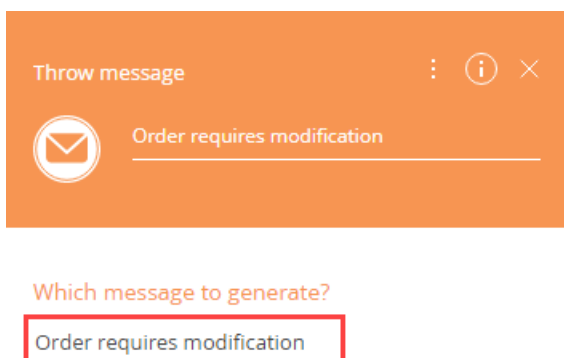 Throw message
Order requires modification
Which message to generate?
Order requires modification